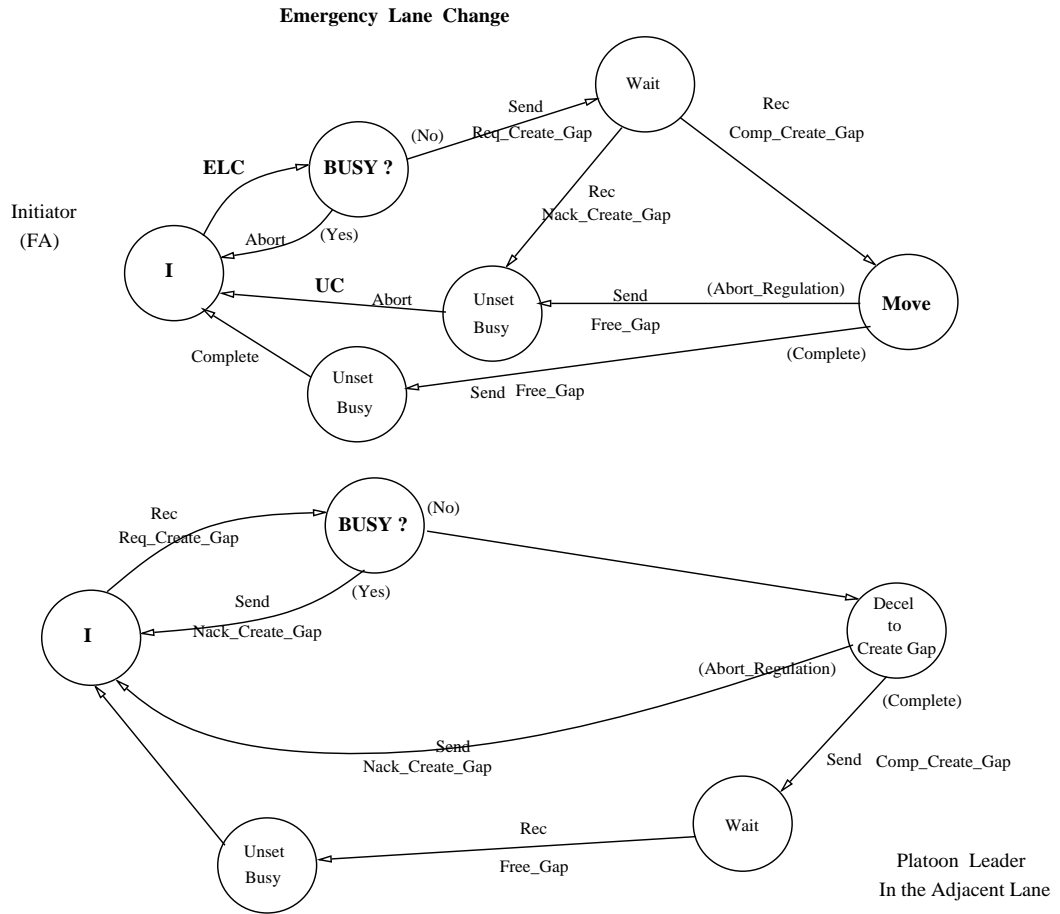 Emergency Lane Change
Wait
Send
Req_Create_Gap
(No)
Rec
Comp_Create_Gap
BUSY ?
ELC
Rec
Nack_Create_Gap
Initiator
(FA)
Abort
(Yes)
I
UC
Abort
Unset
Busy
Send
Free_Gap
(Abort_Regulation)
Move
Complete
Unset
Busy
(Complete)
Send Free_Gap
Rec
Req_Create_Gap
BUSY ?
(No)
(Yes)
Send
Nack_Create_Gap
I
Decel
to
Create Gap
(Abort_Regulation)
(Complete)
Send
Nack_Create_Gap
Send Comp_Create_Gap
Wait
Rec
Free_Gap
Unset
Busy
Platoon Leader
In the Adjacent Lane